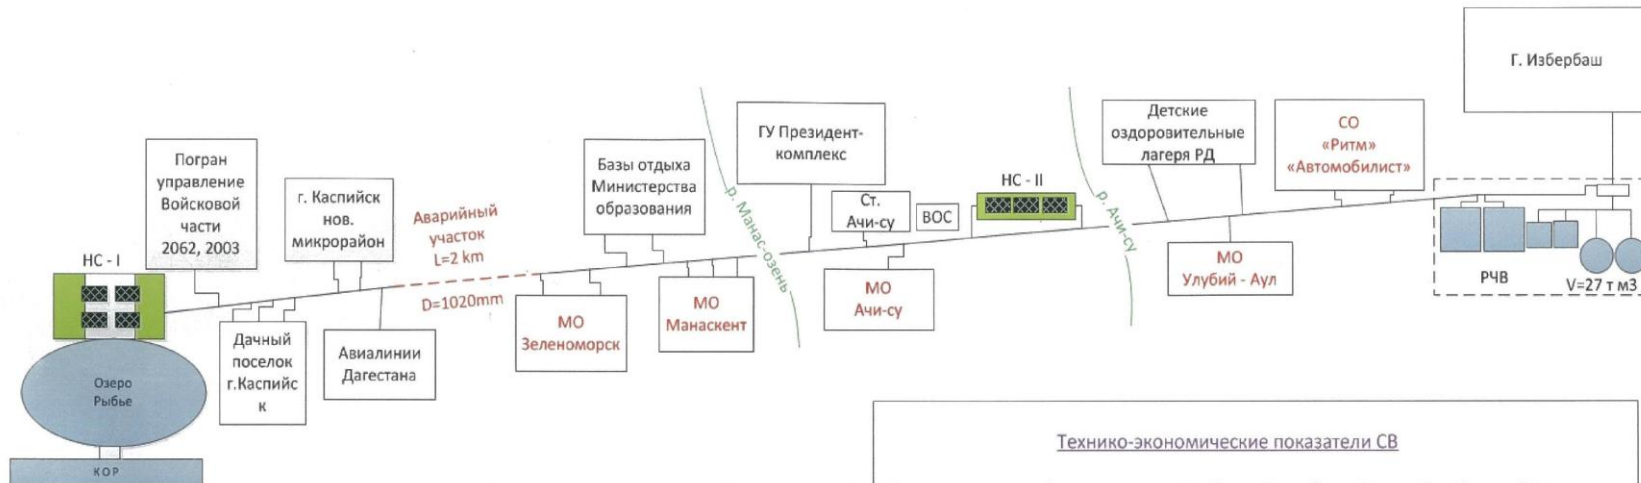 Г. Избербаш
Погран
управление
Войсковой
части
2062, 2003
г. Каспийск
нов.
микрорайон
Аварийный
участок
L=2 km
D=1020mm
Базы отдыха
Министерства
образования
р. Манас-озень
ГУ Президент-
комплекс
Ст.
Ачи-су
ВОС
НС - II
р. Ачи-су
Детские
оздоровительные
лагеря РД
СО
«Ритм»
«Автомобилист»
НС - I
Озеро
Рыбье
КОР
Дачный
поселок
г.Каспийс
к
Авиалинии
Дагестана
МО
Зеленоморск
МО
Манаскент
МО
Ачи-су
МО
Улубий - Аул
РЧВ
V=27 т м3
Технико-экономические показатели СВ